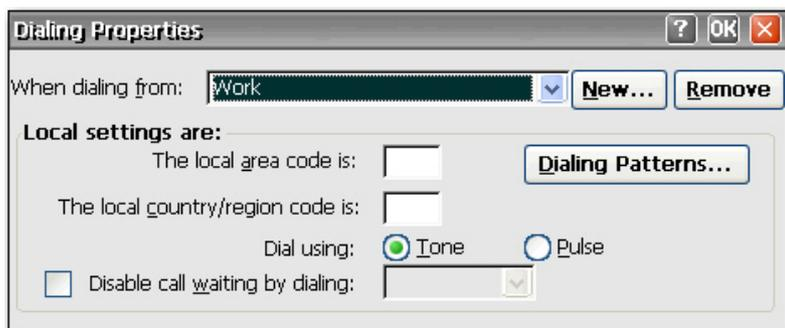 Dialing Properties ? OK X
When dialing from: Work New... Remove
Local settings are:
The local area code is: Dialing Patterns...
The local country/region code is:
Dial using: Tone Pulse
Disable call waiting by dialing: